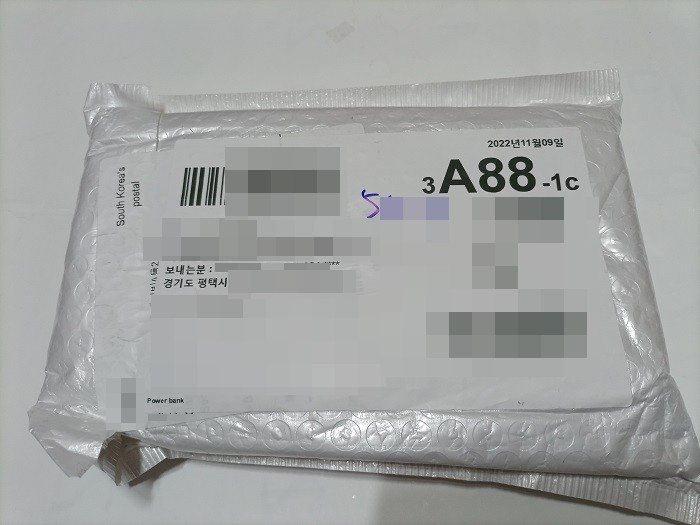 2022년11월09일
3A88-1c
South Korea's
postal
보내는분 :
경기도 평택시
Power bank